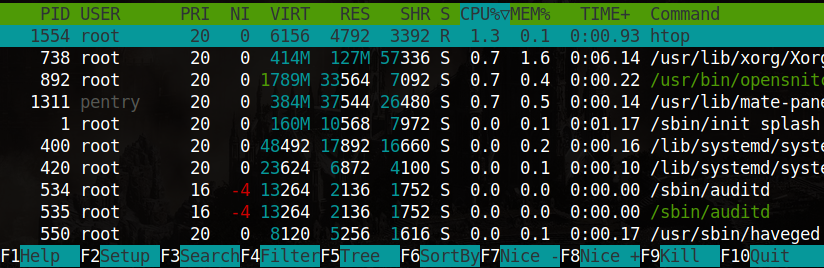 PID USER PRI NI VIRT RES SHR S CPU%▽MEM% TIME+ Command
1554 root 20 0 6156 4792 3392 R 1.3 0.1 0:00.93 htop
738 root 20 0 414M 127M 57336 S 0.7 1.6 0:06.14 /usr/lib/xorg/Xorg
892 root 20 0 1789M 33564 7092 S 0.7 0.4 0:00.22 /usr/bin/opensnitc
1311 pentry 20 0 384M 37544 26480 S 0.7 0.5 0:00.14 /usr/lib/mate-pane
1 root 20 0 160M 10568 7972 S 0.0 0.1 0:01.17 /sbin/init splash
400 root 20 0 48492 17892 16660 S 0.0 0.2 0:00.16 /lib/systemd/syste
420 root 20 0 23624 6872 4100 S 0.0 0.1 0:00.10 /lib/systemd/syste
534 root 16 -4 13264 2136 1752 S 0.0 0.0 0:00.00 /sbin/auditd
535 root 16 -4 13264 2136 1752 S 0.0 0.0 0:00.00 /sbin/auditd
550 root 20 0 8120 5256 1616 S 0.0 0.1 0:00.17 /usr/sbin/haveged
F1Help F2Setup F3SearchF4FilterF5Tree F6SortByF7Nice -F8Nice +F9Kill F10Quit